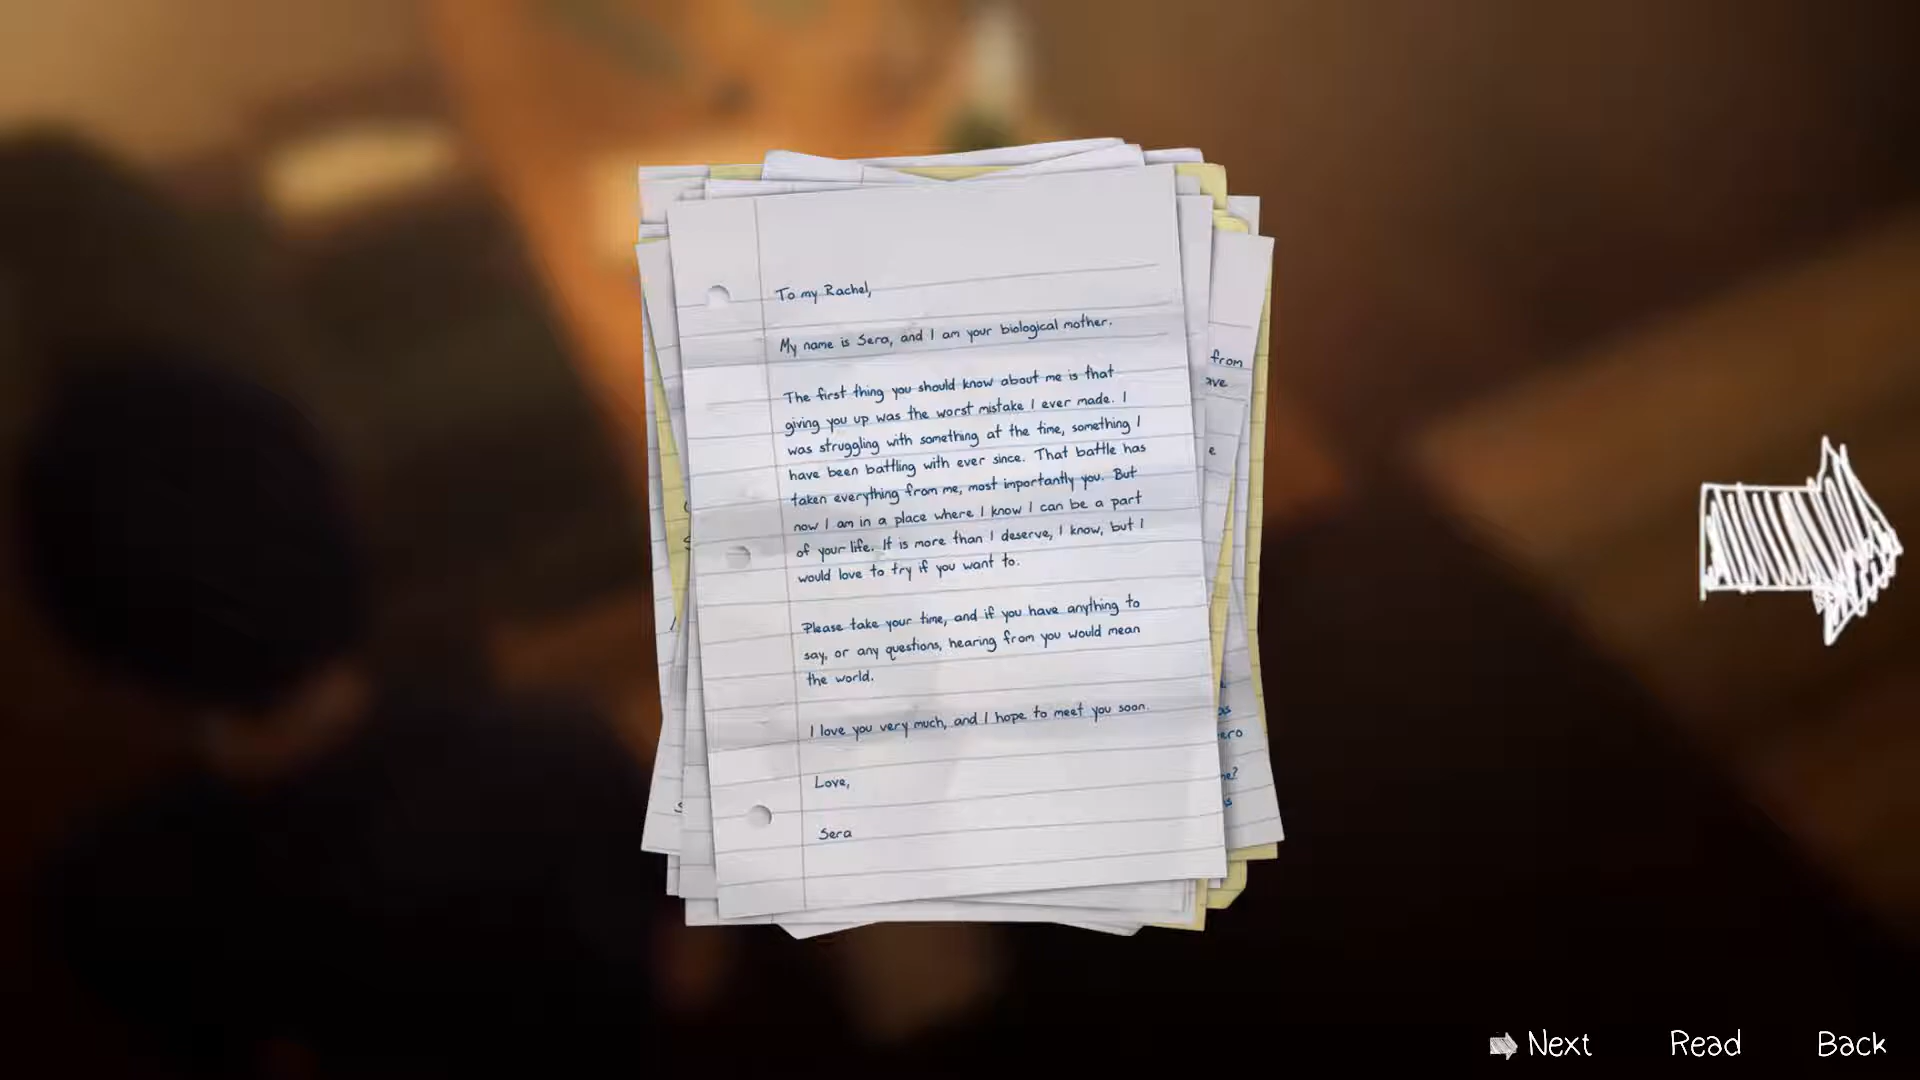 To my Rachel,
My name is Sera, and I am your biological mother.
The first thing you should know about me is that
giving you up was the worst mistake I ever made. I
was struggling with something at the time, something I
have been battling with ever since. That battle has
taken everything from me, most importantly you. But
now I am in a place where I know I can be a part
of your life. It is more than I deserve, I know, but I
would love to try if you want to.
Please take your time, and if you have anything to
say, or any questions, hearing from you would mean
the world.
I love you very much, and I hope to meet you soon.
Love,
Sera
from
Next
Read
Back